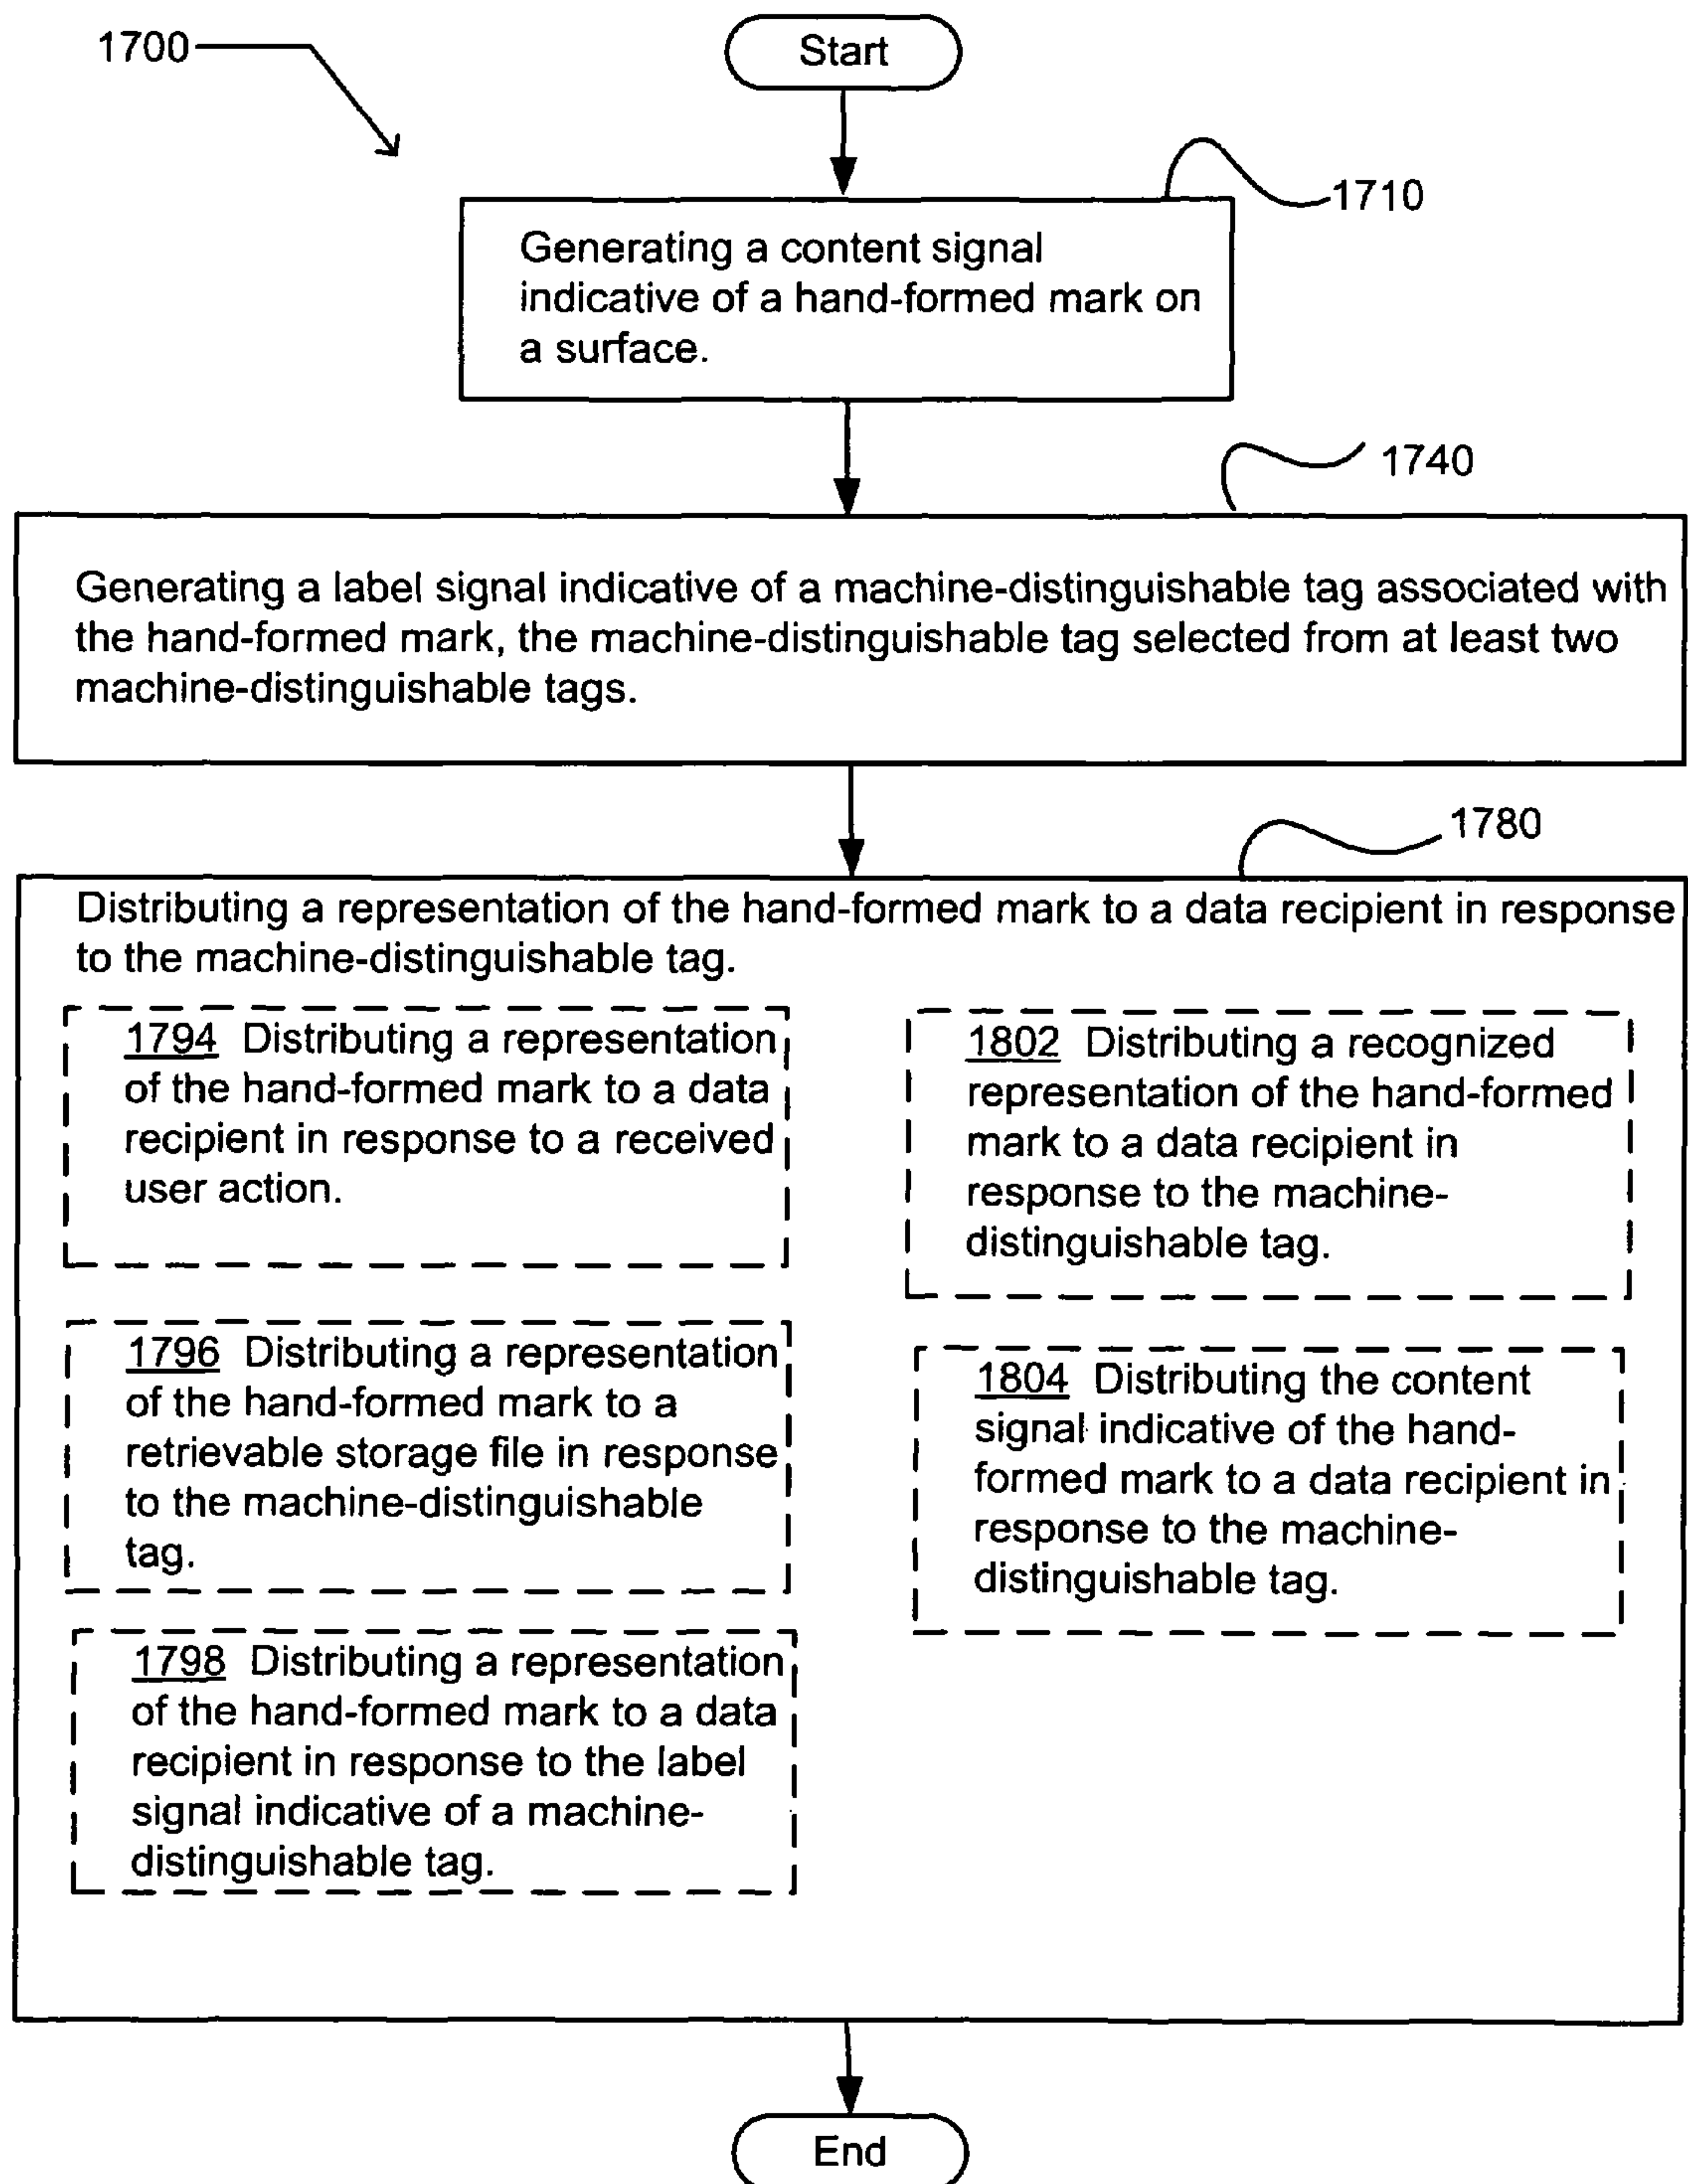 1700
Start
1710
Generating a content signal
indicative of a hand-formed mark on
a surface.
1740
Generating a label signal indicative of a machine-distinguishable tag associated with
the hand-formed mark, the machine-distinguishable tag selected from at least two
machine-distinguishable tags.
1780
Distributing a representation of the hand-formed mark to a data recipient in response
to the machine-distinguishable tag.
1794 Distributing a representation
of the hand-formed mark to a data
recipient in response to a received
user action.
1796 Distributing a representation
of the hand-formed mark to a
retrievable storage file in response
to the machine-distinguishable
tag.
1798 Distributing a representation
of the hand-formed mark to a data
recipient in response to the label
signal indicative of a machine-
distinguishable tag.
1802 Distributing a recognized
representation of the hand-formed
mark to a data recipient in
response to the machine-
distinguishable tag.
1804 Distributing the content
signal indicative of the hand-
formed mark to a data recipient in
response to the machine-
distinguishable tag.
End